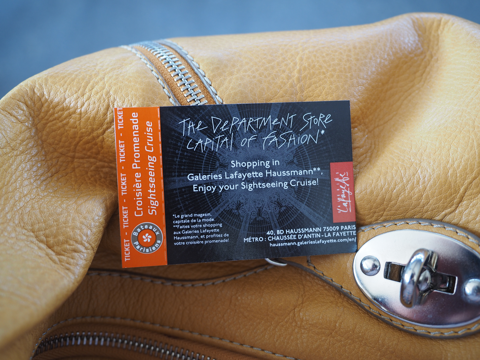 TICKET · TICKET · TICKET · TICKET · TICKET
Croisière Promenade
Sightseeing Cruise
Bateaux
Parisiens
THE DEPARTMENT STORE
CAPITAL OF FASHION*
Shopping in
Galeries Lafayette Haussmann**.
Enjoy your Sightseeing Cruise!
*Le grand magasin,
capitale de la mode.
**Faites votre shopping
aux Galeries Lafayette
Haussmann, et profitez de
votre croisière promenade!
40, BD HAUSSMANN 75009 PARIS
MÉTRO : CHAUSSÉE D'ANTIN - LA FAYETTE
haussmann.galerieslafayette.com/en/